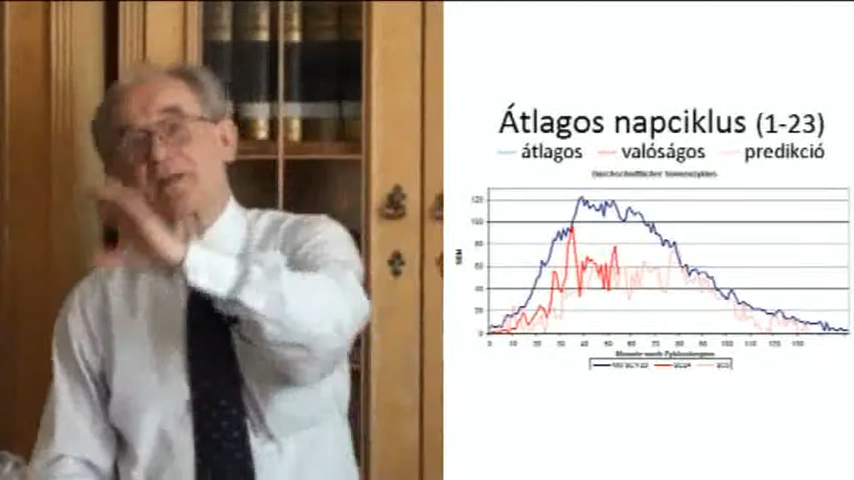 Átlagos napciklus (1-23)
átlagos valóságos predikció
Durchschnittlicher Sonnenzyklus
120
100
80
60
40
20
0
0 10 20 30 40 50 60 70 80 90 100 110 120 130
Monate nach Zyklusbeginn